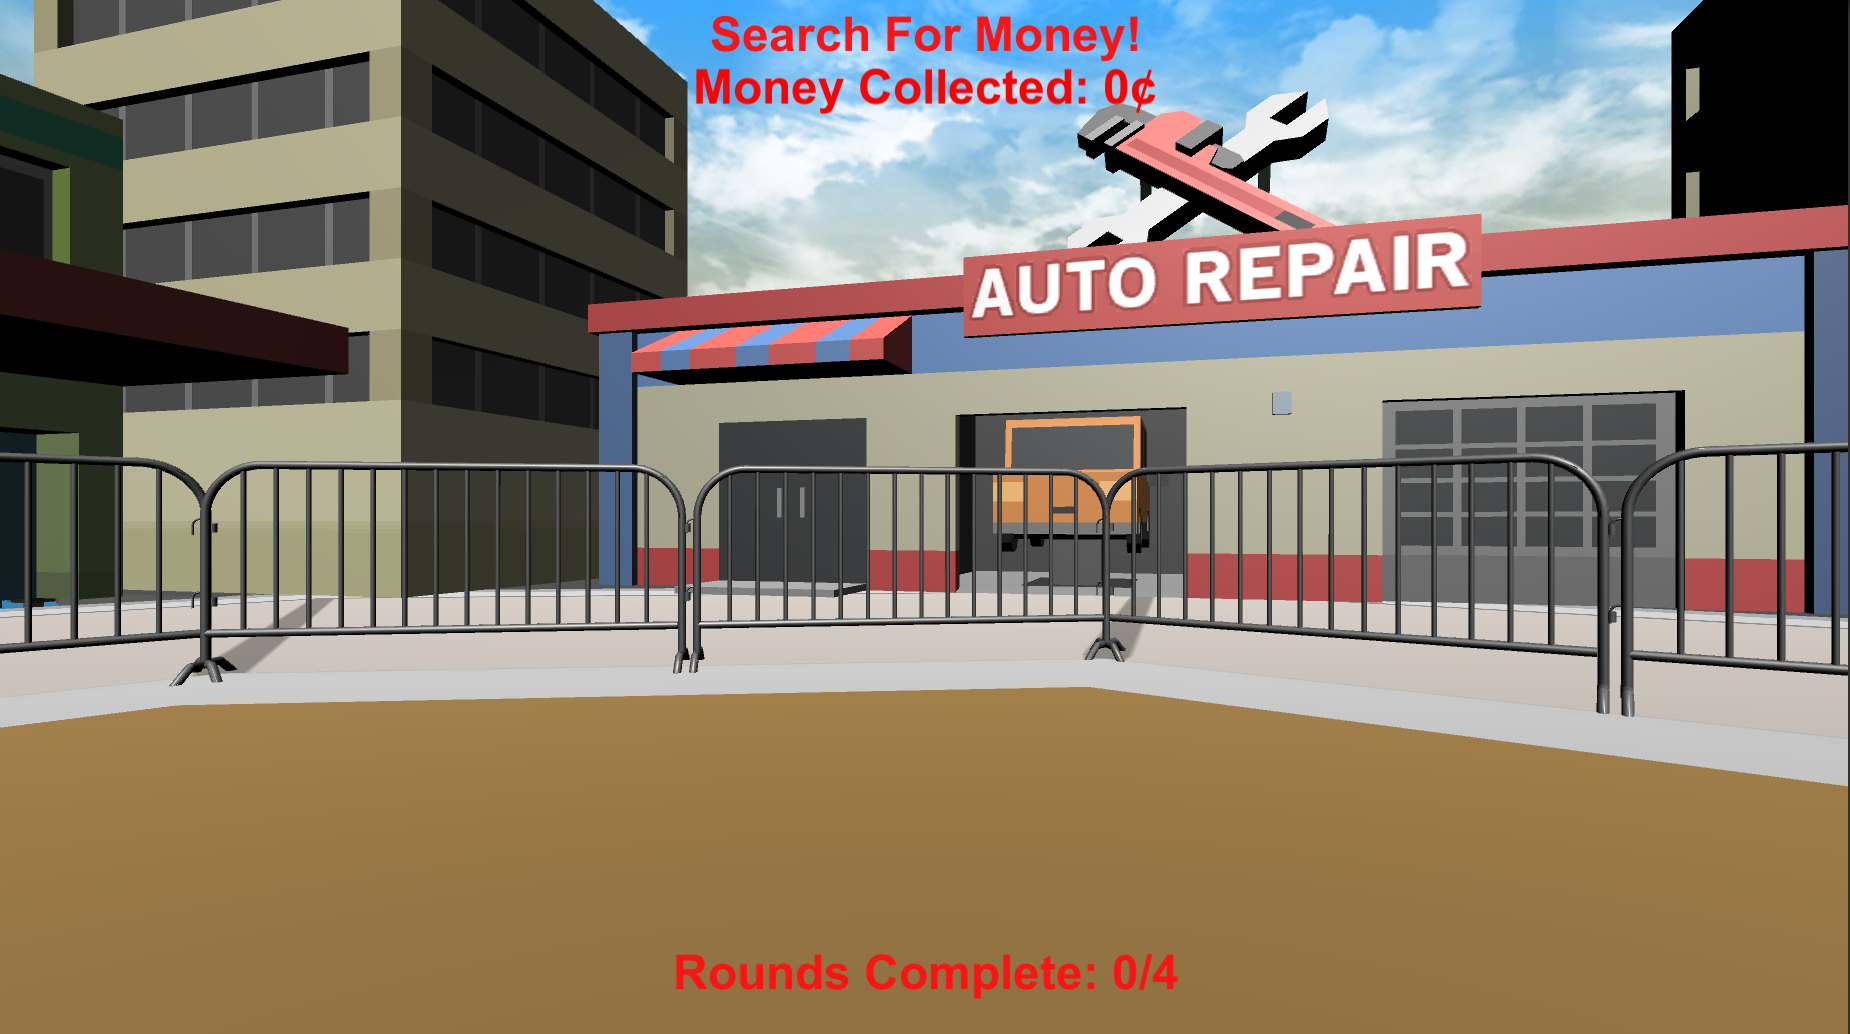 Search For Money!
Money Collected: 0¢
AUTO REPAIR
Rounds Complete: 0/4